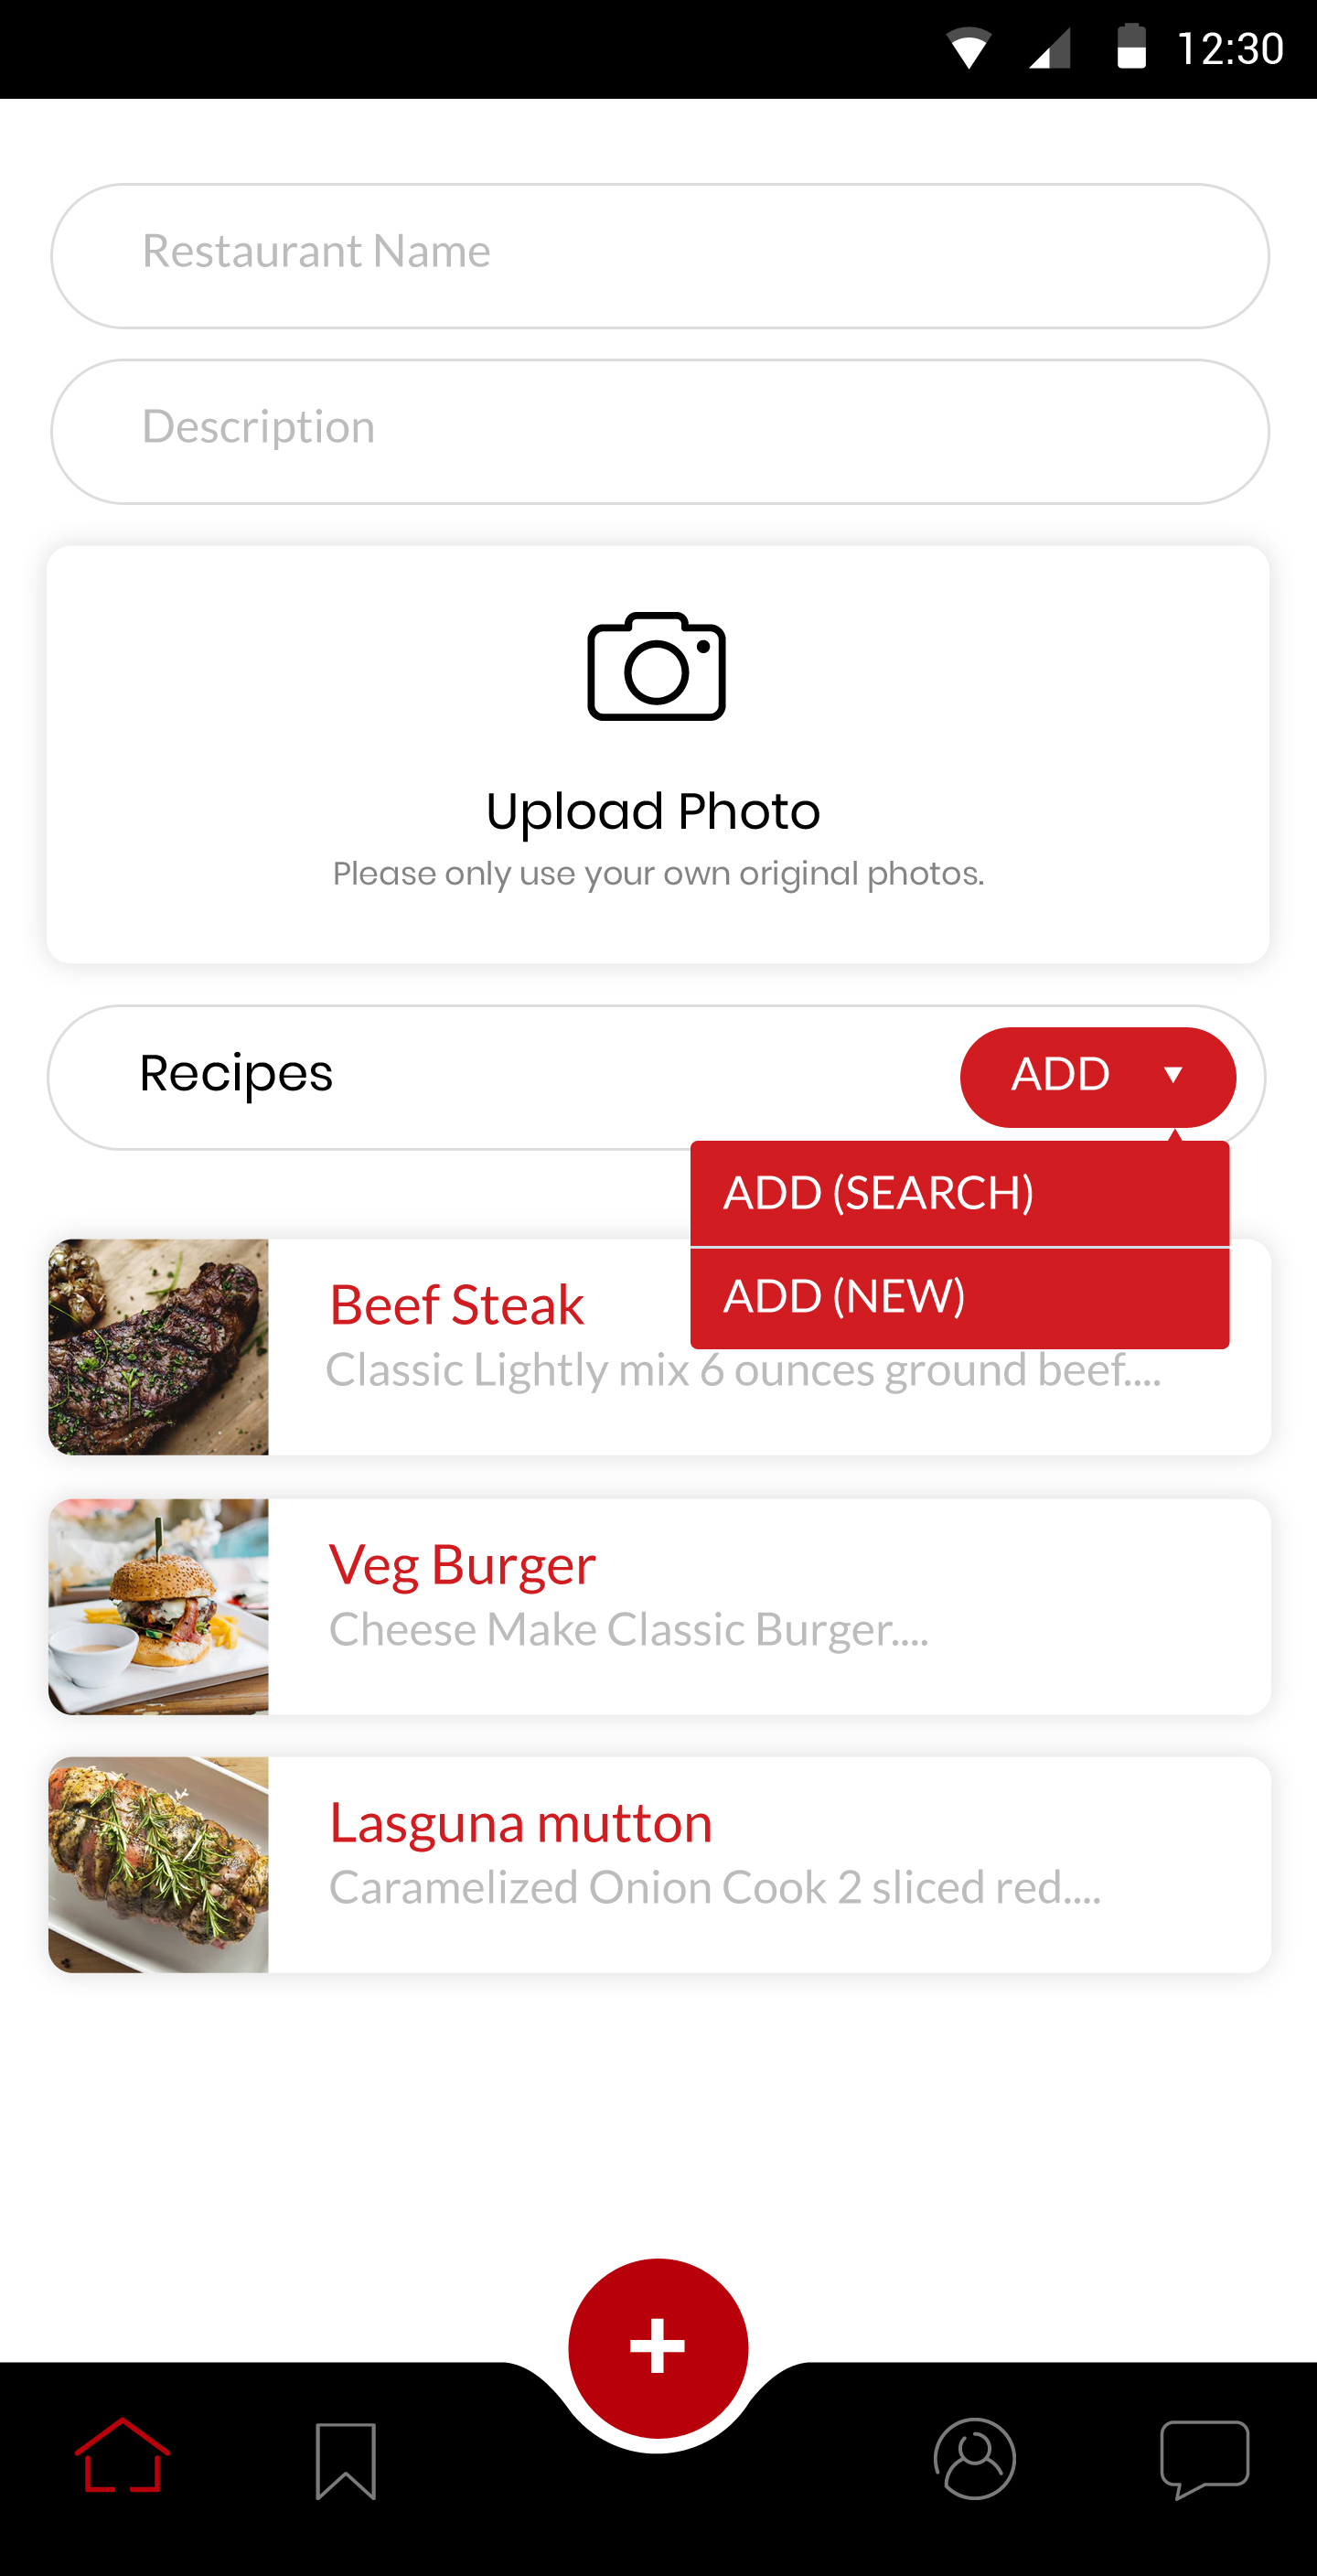 12:30
Restaurant Name
Description
Upload Photo
Please only use your own original photos.
Recipes
ADD
ADD (SEARCH)
ADD (NEW)
Beef Steak
Classic Lightly mix 6 ounces ground beef....
Veg Burger
Cheese Make Classic Burger....
Lasguna mutton
Caramelized Onion Cook 2 sliced red....